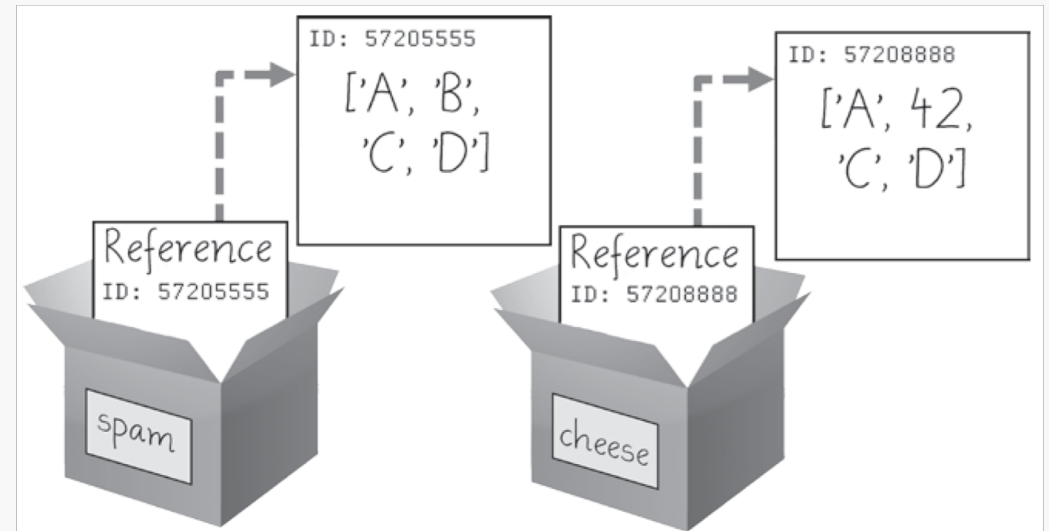 ID: 57205555
['A', 'B',
'C', 'D']
Reference
ID: 57205555
spam
ID: 57208888
['A', 42,
'C', 'D']
Reference
ID: 57208888
cheese